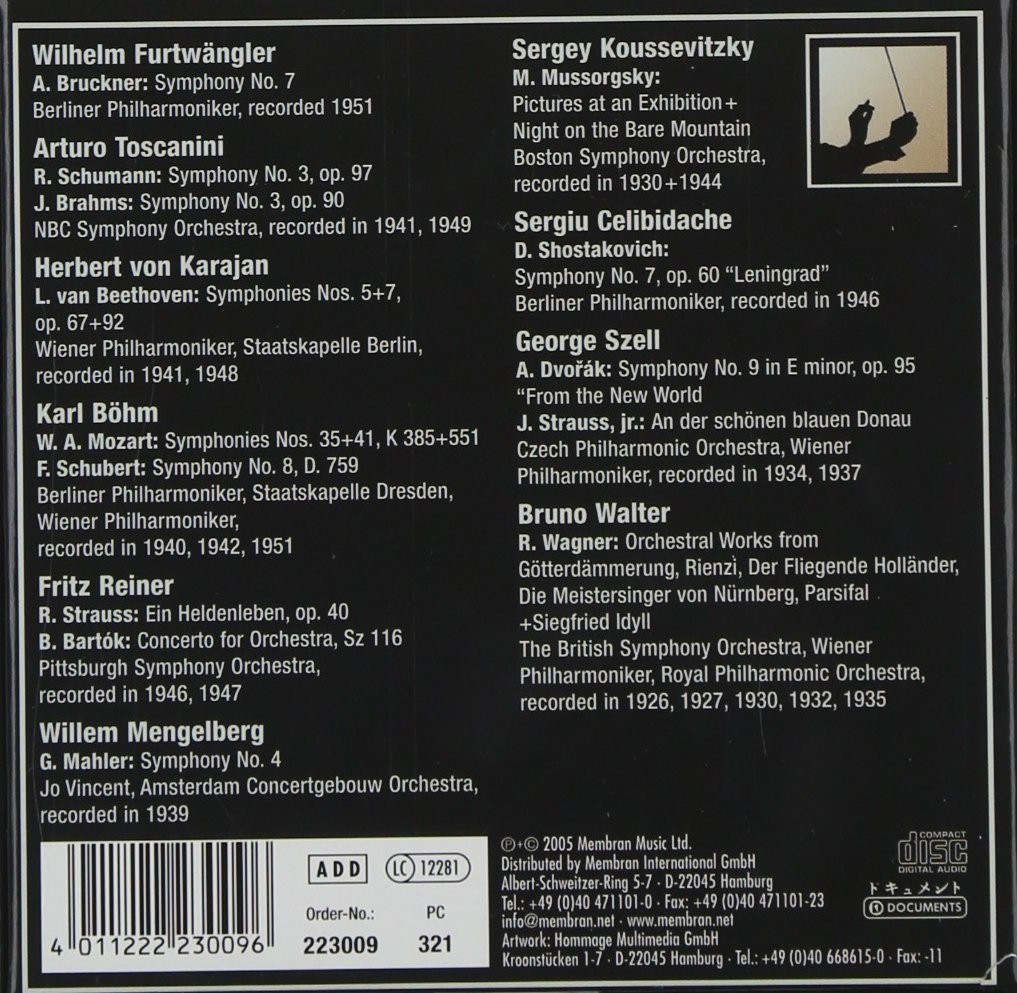 Wilhelm Furtwängler
A. Bruckner: Symphony No. 7
Berliner Philharmoniker, recorded 1951
Arturo Toscanini
R. Schumann: Symphony No. 3, op. 97
J. Brahms: Symphony No. 3, op. 90
NBC Symphony Orchestra, recorded in 1941, 1949
Herbert von Karajan
L. van Beethoven: Symphonies Nos. 5+7,
op. 67+92
Wiener Philharmoniker, Staatskapelle Berlin,
recorded in 1941, 1948
Karl Böhm
W. A. Mozart: Symphonies Nos. 35+41, K 385+551
F. Schubert: Symphony No. 8, D. 759
Berliner Philharmoniker, Staatskapelle Dresden,
Wiener Philharmoniker,
recorded in 1940, 1942, 1951
Fritz Reiner
R. Strauss: Ein Heldenleben, op. 40
B. Bartók: Concerto for Orchestra, Sz 116
Pittsburgh Symphony Orchestra,
recorded in 1946, 1947
Willem Mengelberg
G. Mahler: Symphony No. 4
Jo Vincent, Amsterdam Concertgebouw Orchestra,
recorded in 1939
Sergey Koussevitzky
M. Mussorgsky:
Pictures at an Exhibition+
Night on the Bare Mountain
Boston Symphony Orchestra,
recorded in 1930+1944
Sergiu Celibidache
D. Shostakovich:
Symphony No. 7, op. 60 “Leningrad”
Berliner Philharmoniker, recorded in 1946
George Szell
A. Dvořák: Symphony No. 9 in E minor, op. 95
“From the New World
J. Strauss, jr.: An der schönen blauen Donau
Czech Philharmonic Orchestra, Wiener
Philharmoniker, recorded in 1934, 1937
Bruno Walter
R. Wagner: Orchestral Works from
Götterdämmerung, Rienzi, Der Fliegende Holländer,
Die Meistersinger von Nürnberg, Parsifal
+Siegfried Idyll
The British Symphony Orchestra, Wiener
Philharmoniker, Royal Philharmonic Orchestra,
recorded in 1926, 1927, 1930, 1932, 1935
4 011222 230096
ADD
LC 12281
Order-No.: PC
223009 321
℗+© 2005 Membran Music Ltd.
Distributed by Membran International GmbH
Albert-Schweitzer-Ring 5-7 · D-22045 Hamburg
Tel.: +49 (0)40 471101-0 · Fax: +49 (0)40 471101-23
info@membran.net · www.membran.net
Artwork: Hommage Multimedia GmbH
Kroonstücken 1-7 · D-22045 Hamburg · Tel.: +49 (0)40 668615-0 · Fax: -11
COMPACT
disc
DIGITAL AUDIO
ドキュメント
DOCUMENTS